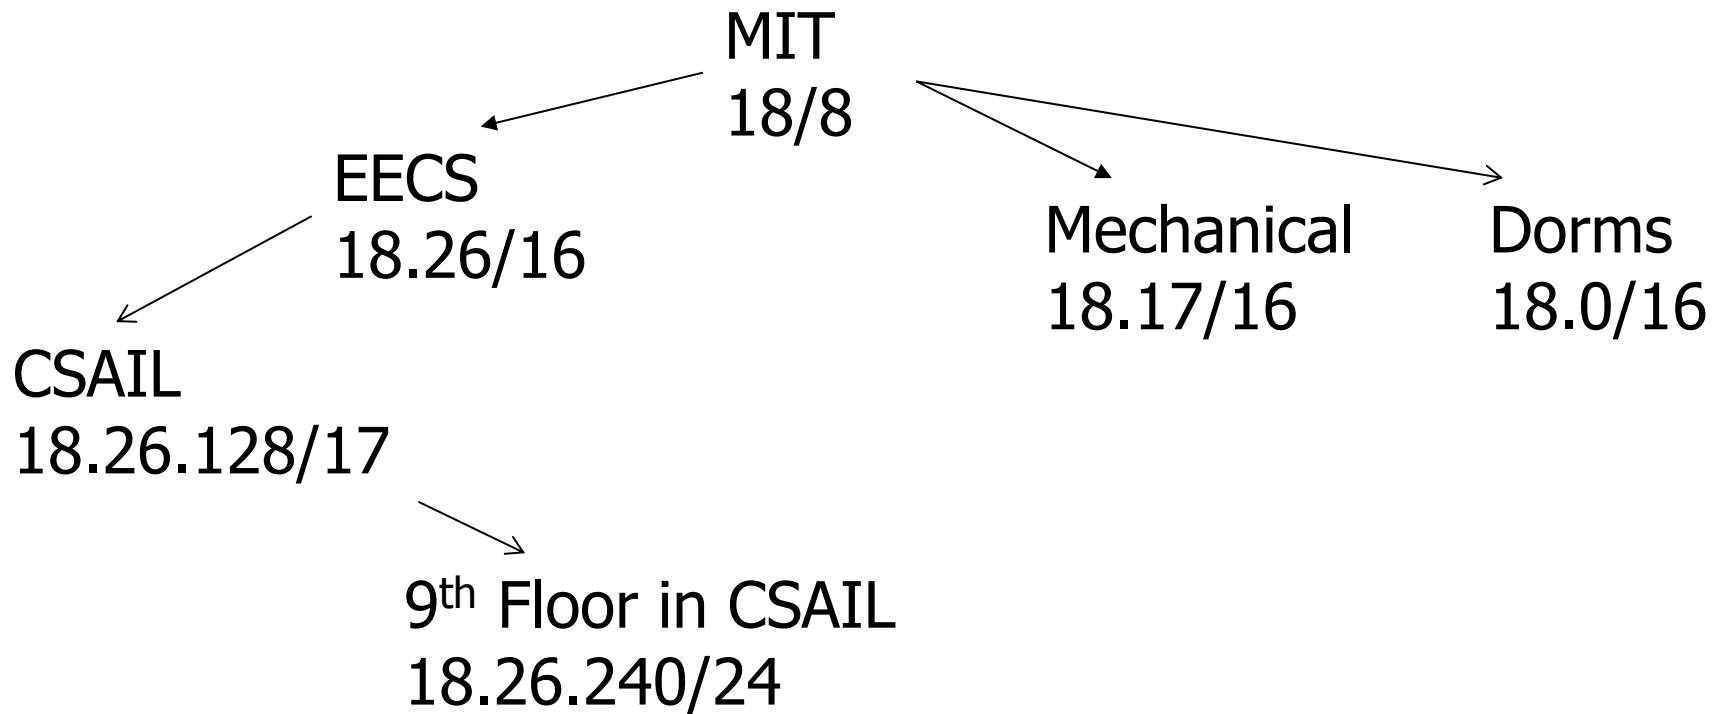 MIT
18/8
EECS
18.26/16
Mechanical
18.17/16
Dorms
18.0/16
CSAIL
18.26.128/17
9th Floor in CSAIL
18.26.240/24